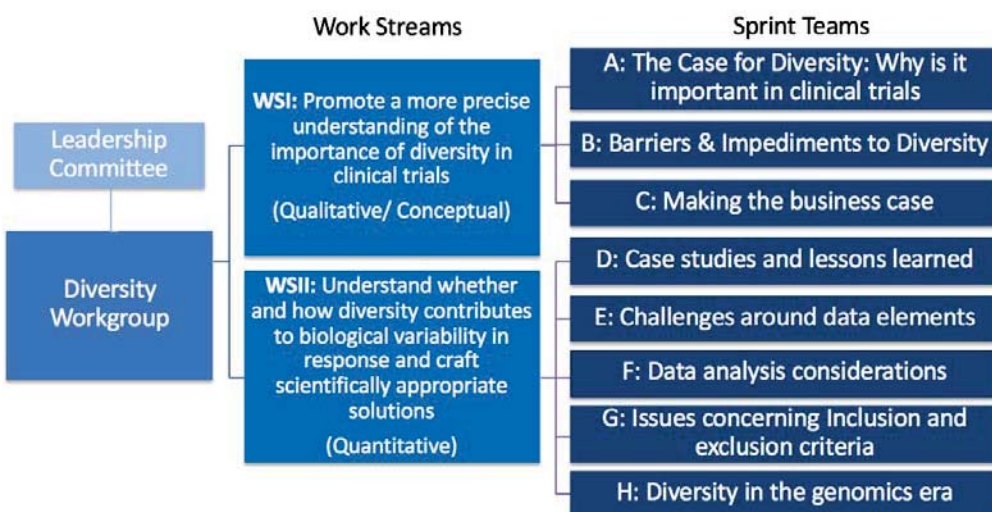 Work Streams
Sprint Teams
Leadership
Committee
Diversity
Workgroup
WSI: Promote a more precise
understanding of the
importance of diversity in
clinical trials
(Qualitative/ Conceptual)
WSII: Understand whether
and how diversity contributes
to biological variability in
response and craft
scientifically appropriate
solutions
(Quantitative)
A: The Case for Diversity: Why is it
important in clinical trials
B: Barriers & Impediments to Diversity
C: Making the business case
D: Case studies and lessons learned
E: Challenges around data elements
F: Data analysis considerations
G: Issues concerning Inclusion and
exclusion criteria
H: Diversity in the genomics era